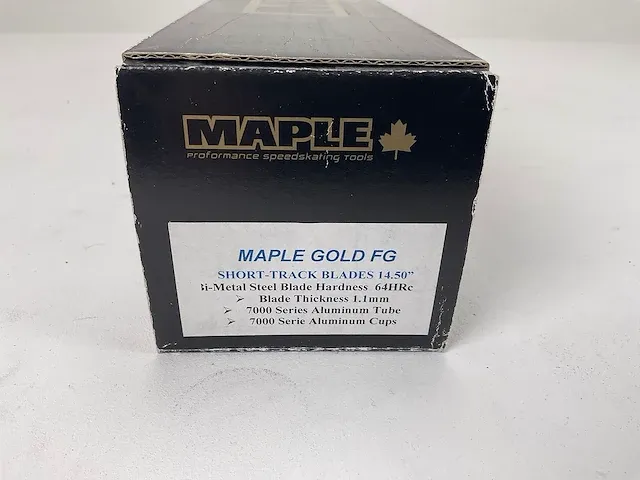 MAPLE
Proformance speedskating Tools
MAPLE GOLD FG
SHORT-TRACK BLADES 14.50”
Bi-Metal Steel Blade Hardness 64HRc
➢ Blade Thickness 1.1mm
➢ 7000 Series Aluminum Tube
➢ 7000 Serie Aluminum Cups